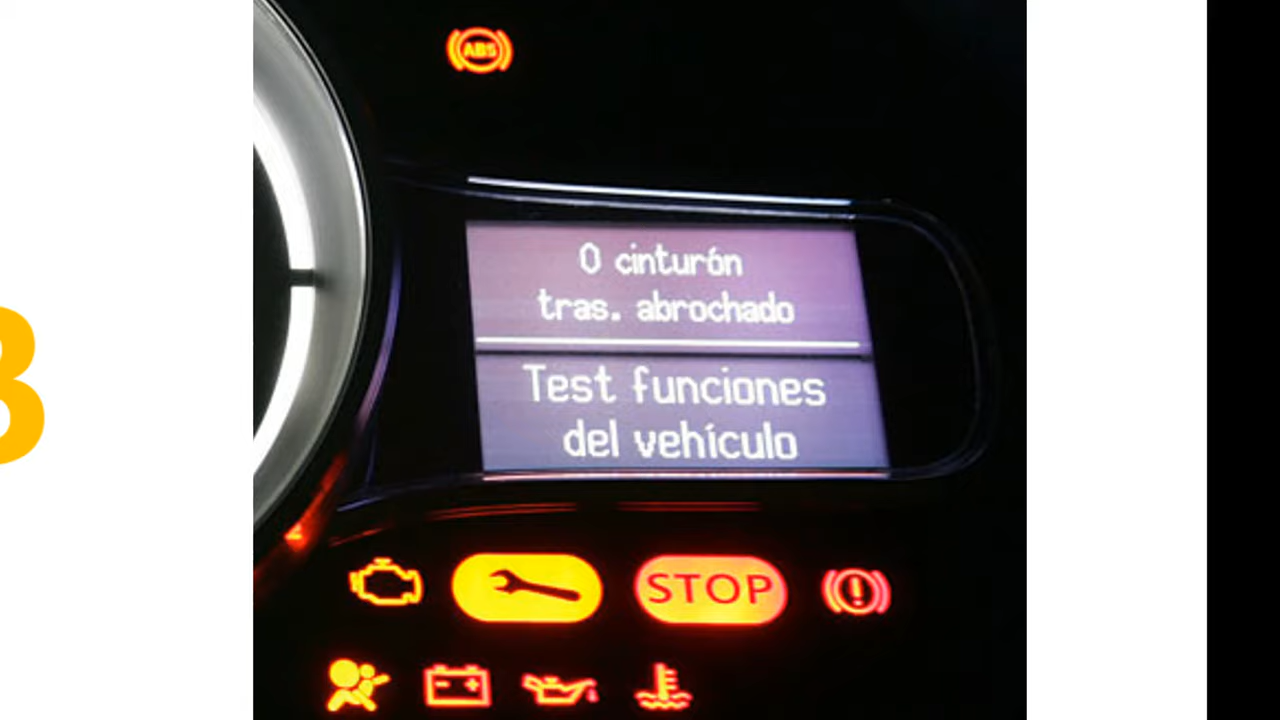 ABS
0 cinturón
tras. abrochado
Test funciones
del vehículo
STOP